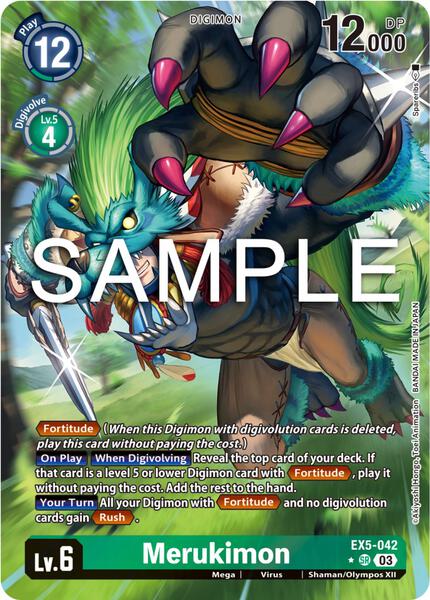 Play
12
DIGIMON
DP
12000
Digivolve
Lv.5
4
Spareribs
SAMPLE
©Akiyoshi Hongo, Toei Animation BANDAI MADE IN JAPAN
Fortitude (When this Digimon with digivolution cards is deleted,
play this card without paying the cost.)
On Play When Digivolving Reveal the top card of your deck. If
that card is a level 5 or lower Digimon card with Fortitude, play it
without paying the cost. Add the rest to the hand.
Your Turn All your Digimon with Fortitude and no digivolution
cards gain Rush.
Lv.6
Merukimon
EX5-042
SR 03
Mega | Virus | Shaman/Olympos XII